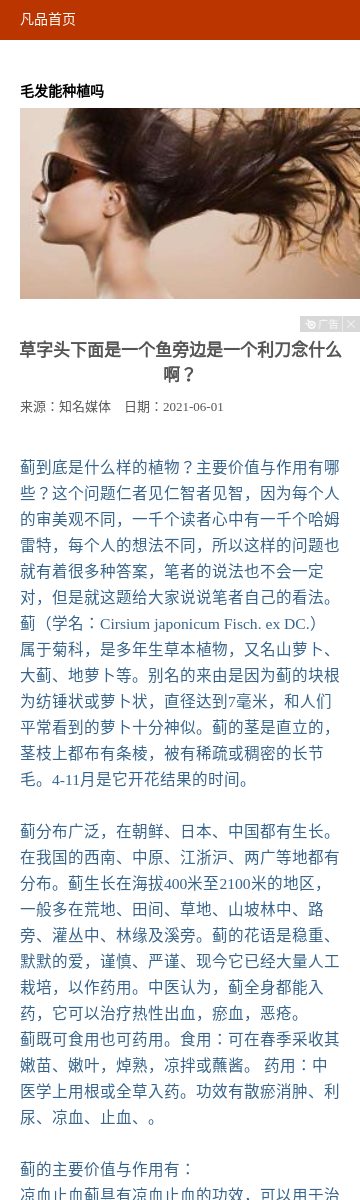 凡品首页
毛发能种植吗
广告
草字头下面是一个鱼旁边是一个利刀念什么
啊？
来源：知名媒体 日期：2021-06-01
蓟到底是什么样的植物？主要价值与作用有哪
些？这个问题仁者见仁智者见智，因为每个人
的审美观不同，一千个读者心中有一千个哈姆
雷特，每个人的想法不同，所以这样的问题也
就有着很多种答案，笔者的说法也不会一定
对，但是就这题给大家说说笔者自己的看法。
蓟（学名：Cirsium japonicum Fisch. ex DC.）
属于菊科，是多年生草本植物，又名山萝卜、
大蓟、地萝卜等。别名的来由是因为蓟的块根
为纺锤状或萝卜状，直径达到7毫米，和人们
平常看到的萝卜十分神似。蓟的茎是直立的，
茎枝上都布有条棱，被有稀疏或稠密的长节
毛。4-11月是它开花结果的时间。
蓟分布广泛，在朝鲜、日本、中国都有生长。
在我国的西南、中原、江浙沪、两广等地都有
分布。蓟生长在海拔400米至2100米的地区，
一般多在荒地、田间、草地、山坡林中、路
旁、灌丛中、林缘及溪旁。蓟的花语是稳重、
默默的爱，谨慎、严谨、现今它已经大量人工
栽培，以作药用。中医认为，蓟全身都能入
药，它可以治疗热性出血，瘀血，恶疮。
蓟既可食用也可药用。食用：可在春季采收其
嫩苗、嫩叶，焯熟，凉拌或蘸酱。 药用：中
医学上用根或全草入药。功效有散瘀消肿、利
尿、凉血、止血、。
蓟的主要价值与作用有：
凉血止血蓟具有凉血止血的功效，可以用于治